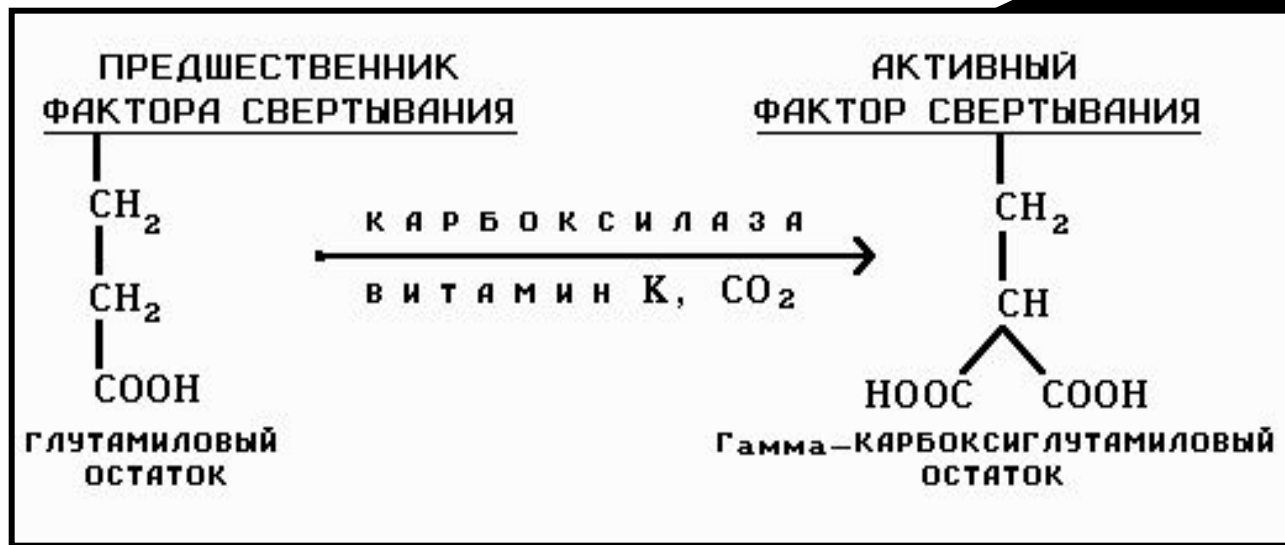 ПРЕДШЕСТВЕННИК
ФАКТОРА СВЕРТЫВАНИЯ
CH₂
CH₂
COOH
ГЛУТАМИЛОВЫЙ
ОСТАТОК
КАРБОКСИЛАЗА
ВИТАМИН K, CO₂
АКТИВНЫЙ
ФАКТОР СВЕРТЫВАНИЯ
CH₂
CH
HOOC COOH
Гамма–КАРБОКСИГЛУТАМИЛОВЫЙ
ОСТАТОК